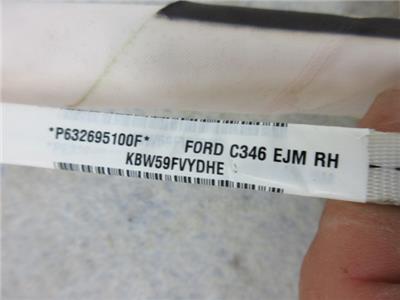 *P632695100F* FORD C346 EJM RH
KBW59FVYDHE